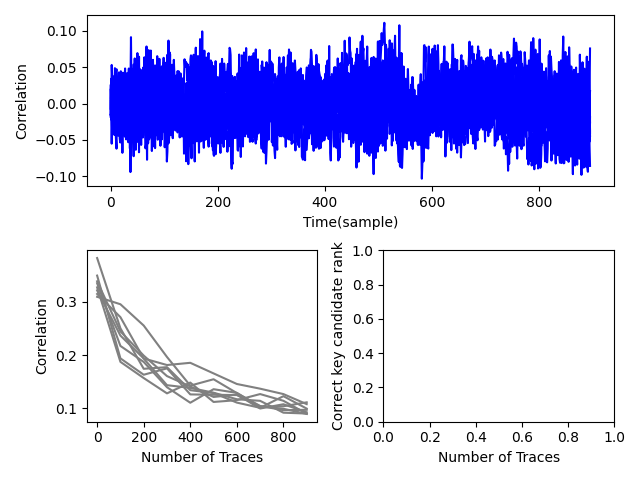 0.10
0.05
0.00
−0.05
−0.10
Correlation
0 200 400 600 800
Time(sample)
0.3
0.2
0.1
Correlation
0 200 400 600 800
Number of Traces
1.0
0.8
0.6
0.4
0.2
0.0
Correct key candidate rank
0.0 0.2 0.4 0.6 0.8 1.0
Number of Traces